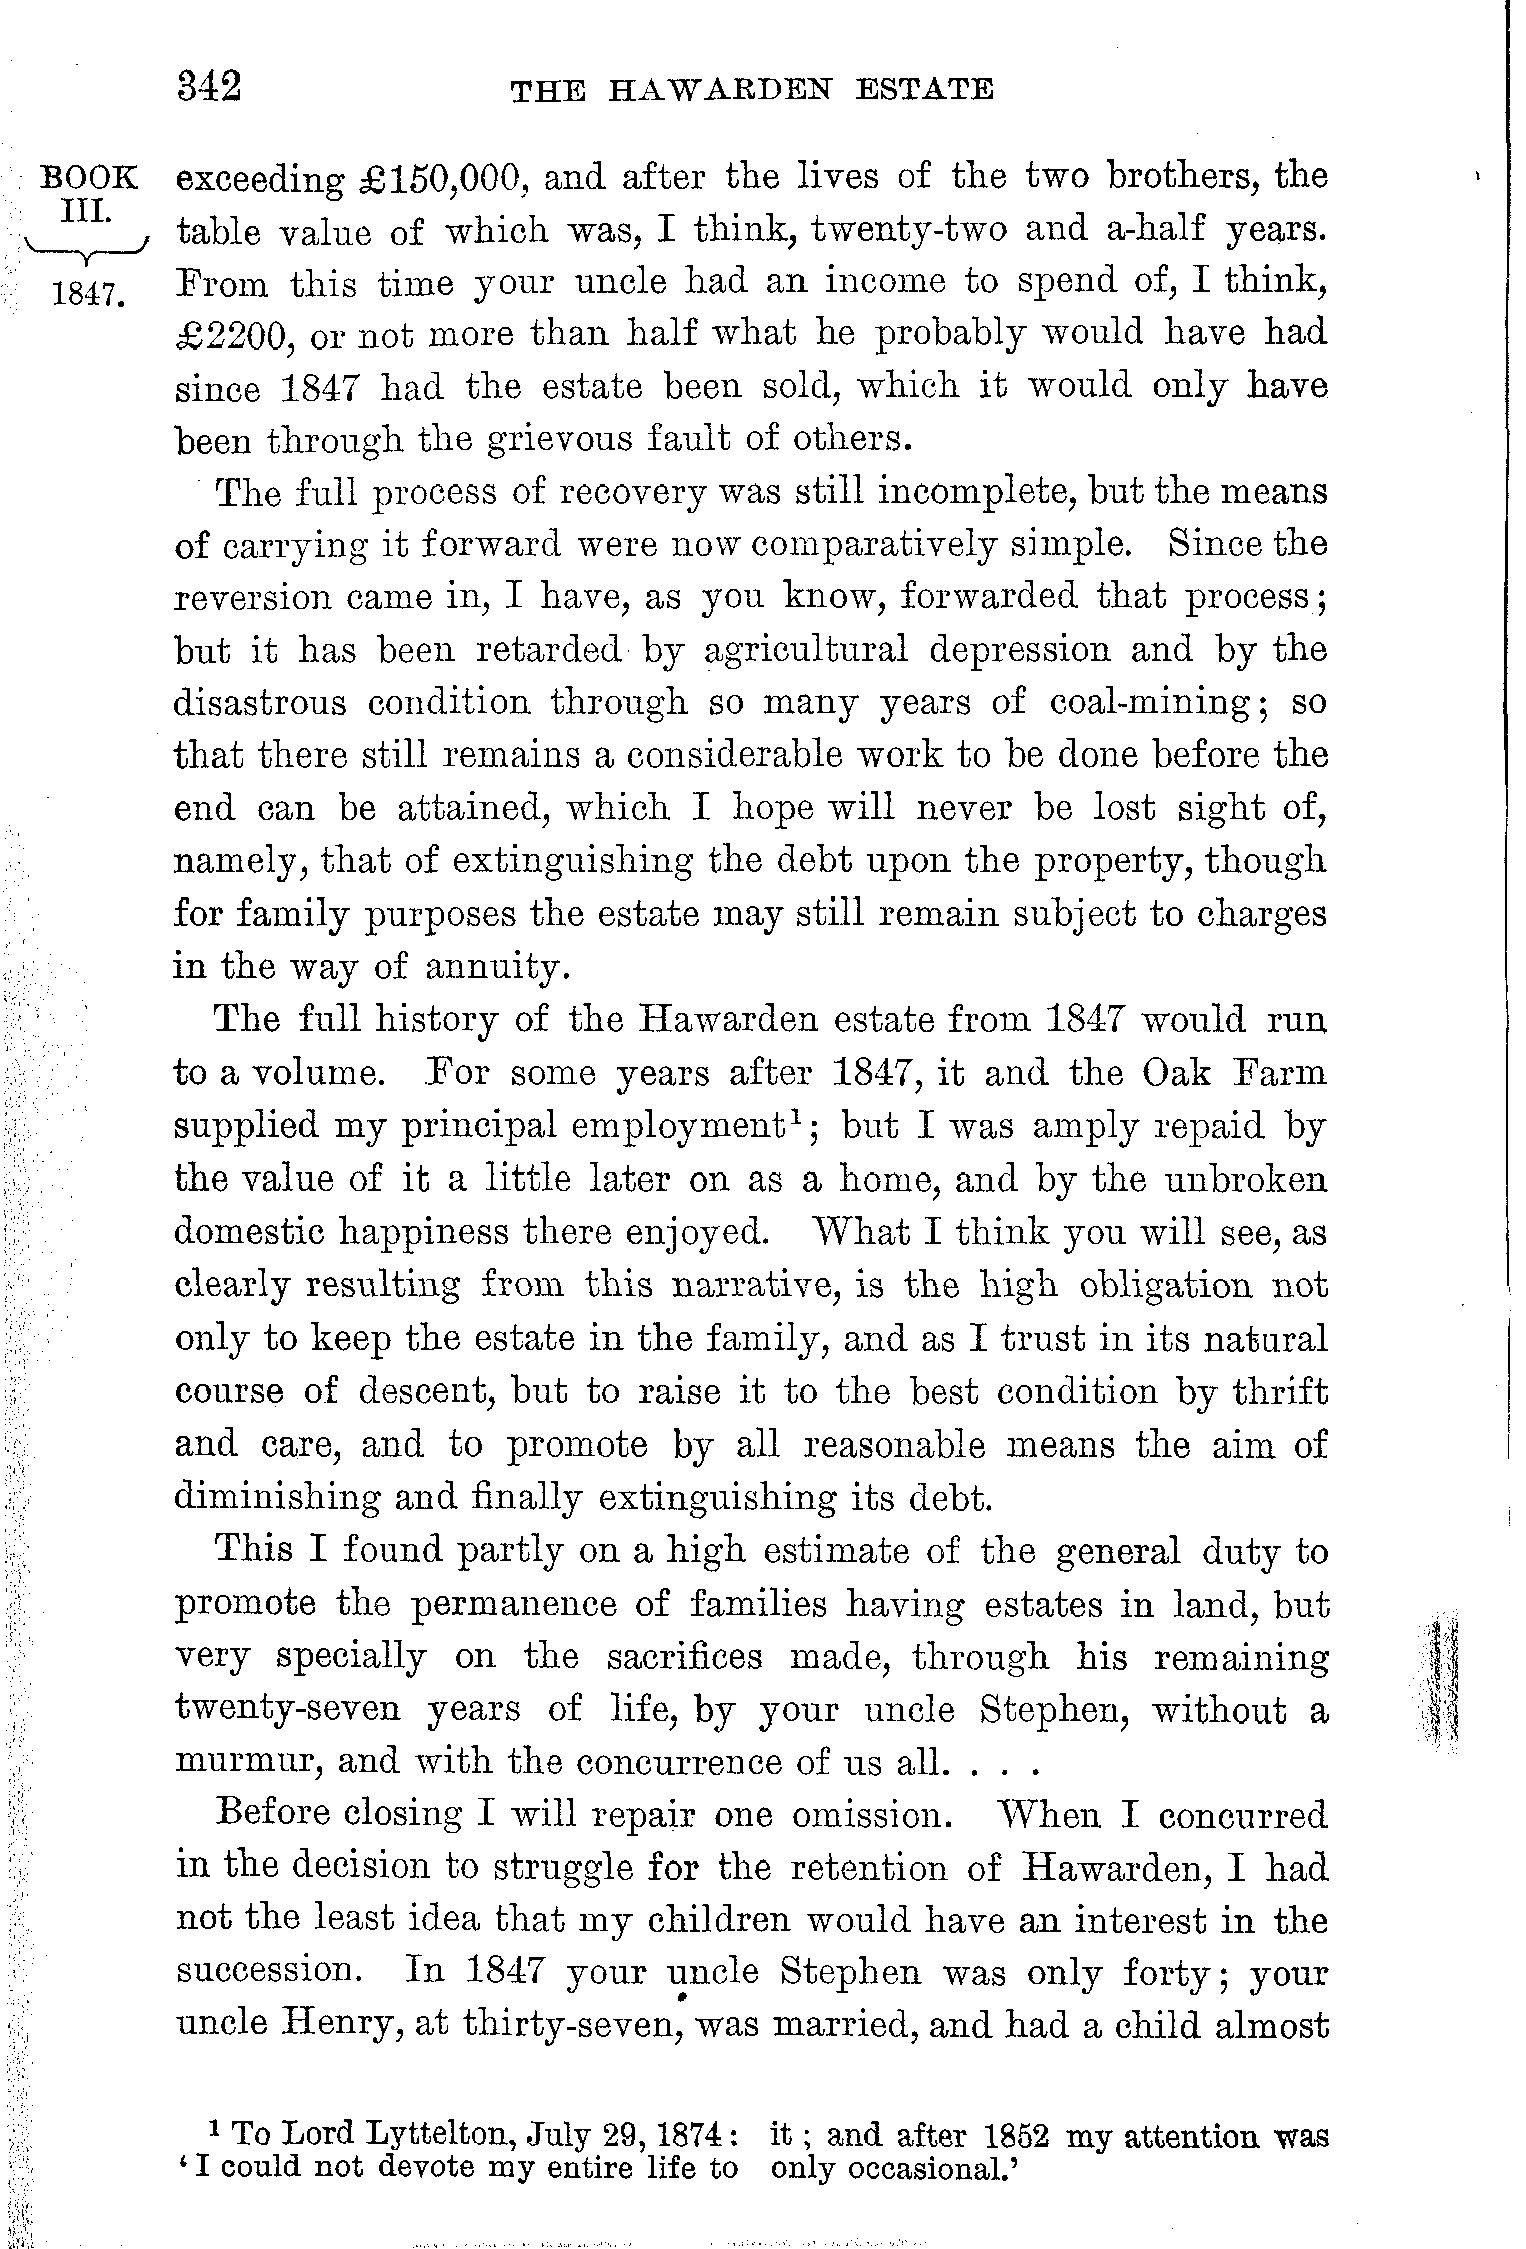 342 THE HAWARDEN ESTATE
BOOK
III.
1847.
exceeding £150,000, and after the lives of the two brothers, the
table value of which was, I think, twenty-two and a-half years.
From this time your uncle had an income to spend of, I think,
£2200, or not more than half what he probably would have had
since 1847 had the estate been sold, which it would only have
been through the grievous fault of others.
The full process of recovery was still incomplete, but the means
of carrying it forward were now comparatively simple. Since the
reversion came in, I have, as you know, forwarded that process;
but it has been retarded by agricultural depression and by the
disastrous condition through so many years of coal-mining; so
that there still remains a considerable work to be done before the
end can be attained, which I hope will never be lost sight of,
namely, that of extinguishing the debt upon the property, though
for family purposes the estate may still remain subject to charges
in the way of annuity.
The full history of the Hawarden estate from 1847 would run
to a volume. For some years after 1847, it and the Oak Farm
supplied my principal employment¹; but I was amply repaid by
the value of it a little later on as a home, and by the unbroken
domestic happiness there enjoyed. What I think you will see, as
clearly resulting from this narrative, is the high obligation not
only to keep the estate in the family, and as I trust in its natural
course of descent, but to raise it to the best condition by thrift
and care, and to promote by all reasonable means the aim of
diminishing and finally extinguishing its debt.
This I found partly on a high estimate of the general duty to
promote the permanence of families having estates in land, but
very specially on the sacrifices made, through his remaining
twenty-seven years of life, by your uncle Stephen, without a
murmur, and with the concurrence of us all. . . .
Before closing I will repair one omission. When I concurred
in the decision to struggle for the retention of Hawarden, I had
not the least idea that my children would have an interest in the
succession. In 1847 your uncle Stephen was only forty; your
uncle Henry, at thirty-seven, was married, and had a child almost
¹ To Lord Lyttelton, July 29, 1874:
'I could not devote my entire life to
it; and after 1852 my attention was
only occasional.'